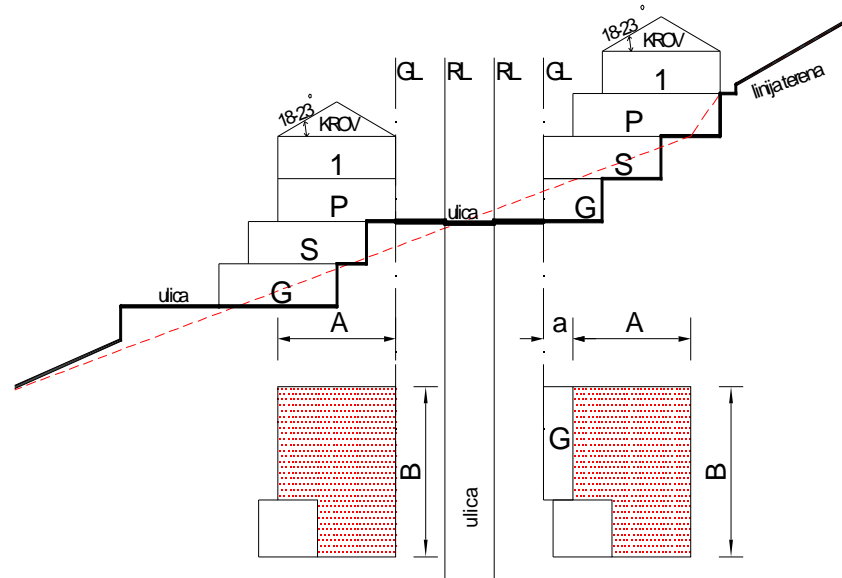 18-23°
KROV
1
P
S
G
linija terena
GL
RL
RL
GL
18-23°
KROV
1
P
S
G
ulica
ulica
A
a
A
B
ulica
G
B